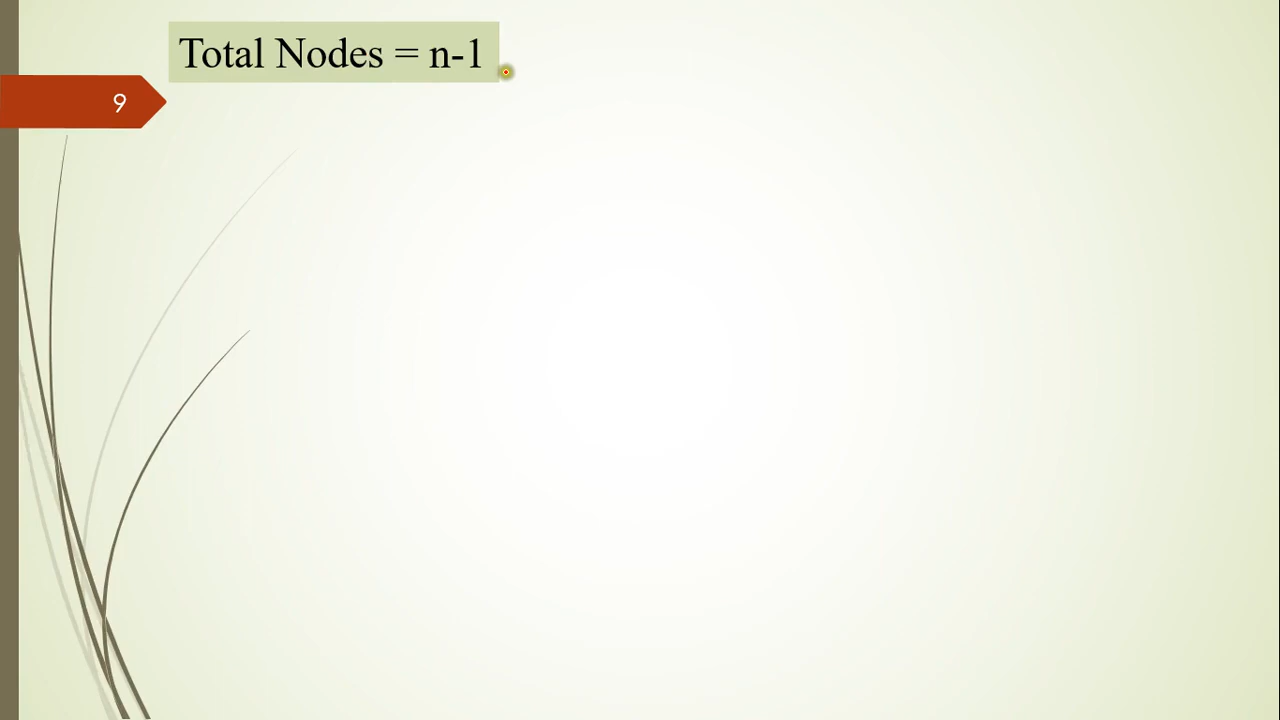 Total Nodes = n-1
9